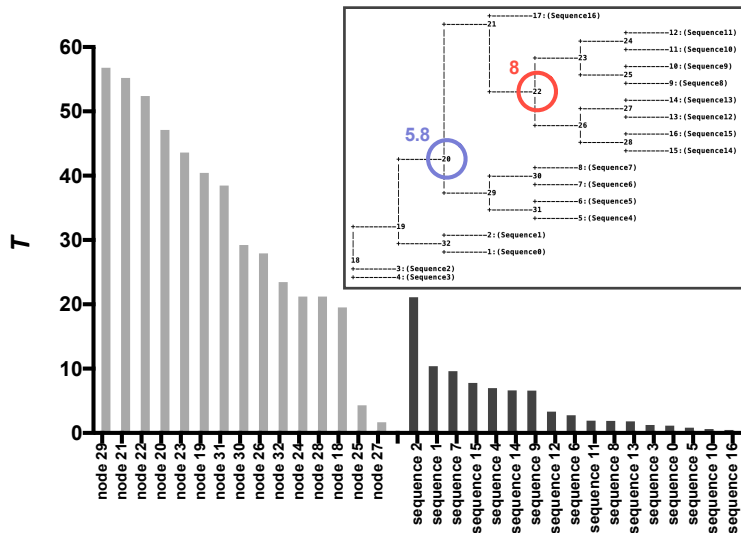 60
50
40
30
20
10
0
T
node 29
node 21
node 22
node 20
node 23
node 19
node 31
node 30
node 26
node 32
node 24
node 28
node 18
node 25
node 27
sequence 2
sequence 1
sequence 7
sequence 15
sequence 4
sequence 14
sequence 9
sequence 12
sequence 6
sequence 11
sequence 8
sequence 13
sequence 3
sequence 0
sequence 5
sequence 10
sequence 16
17:(Sequence16)
21
12:(Sequence11)
24
11:(Sequence10)
23
8
10:(Sequence9)
25
9:(Sequence8)
22
14:(Sequence13)
27
13:(Sequence12)
26
5.8
16:(Sequence15)
28
15:(Sequence14)
20
8:(Sequence7)
30
7:(Sequence6)
29
6:(Sequence5)
31
5:(Sequence4)
19
2:(Sequence1)
32
1:(Sequence0)
18
3:(Sequence2)
4:(Sequence3)